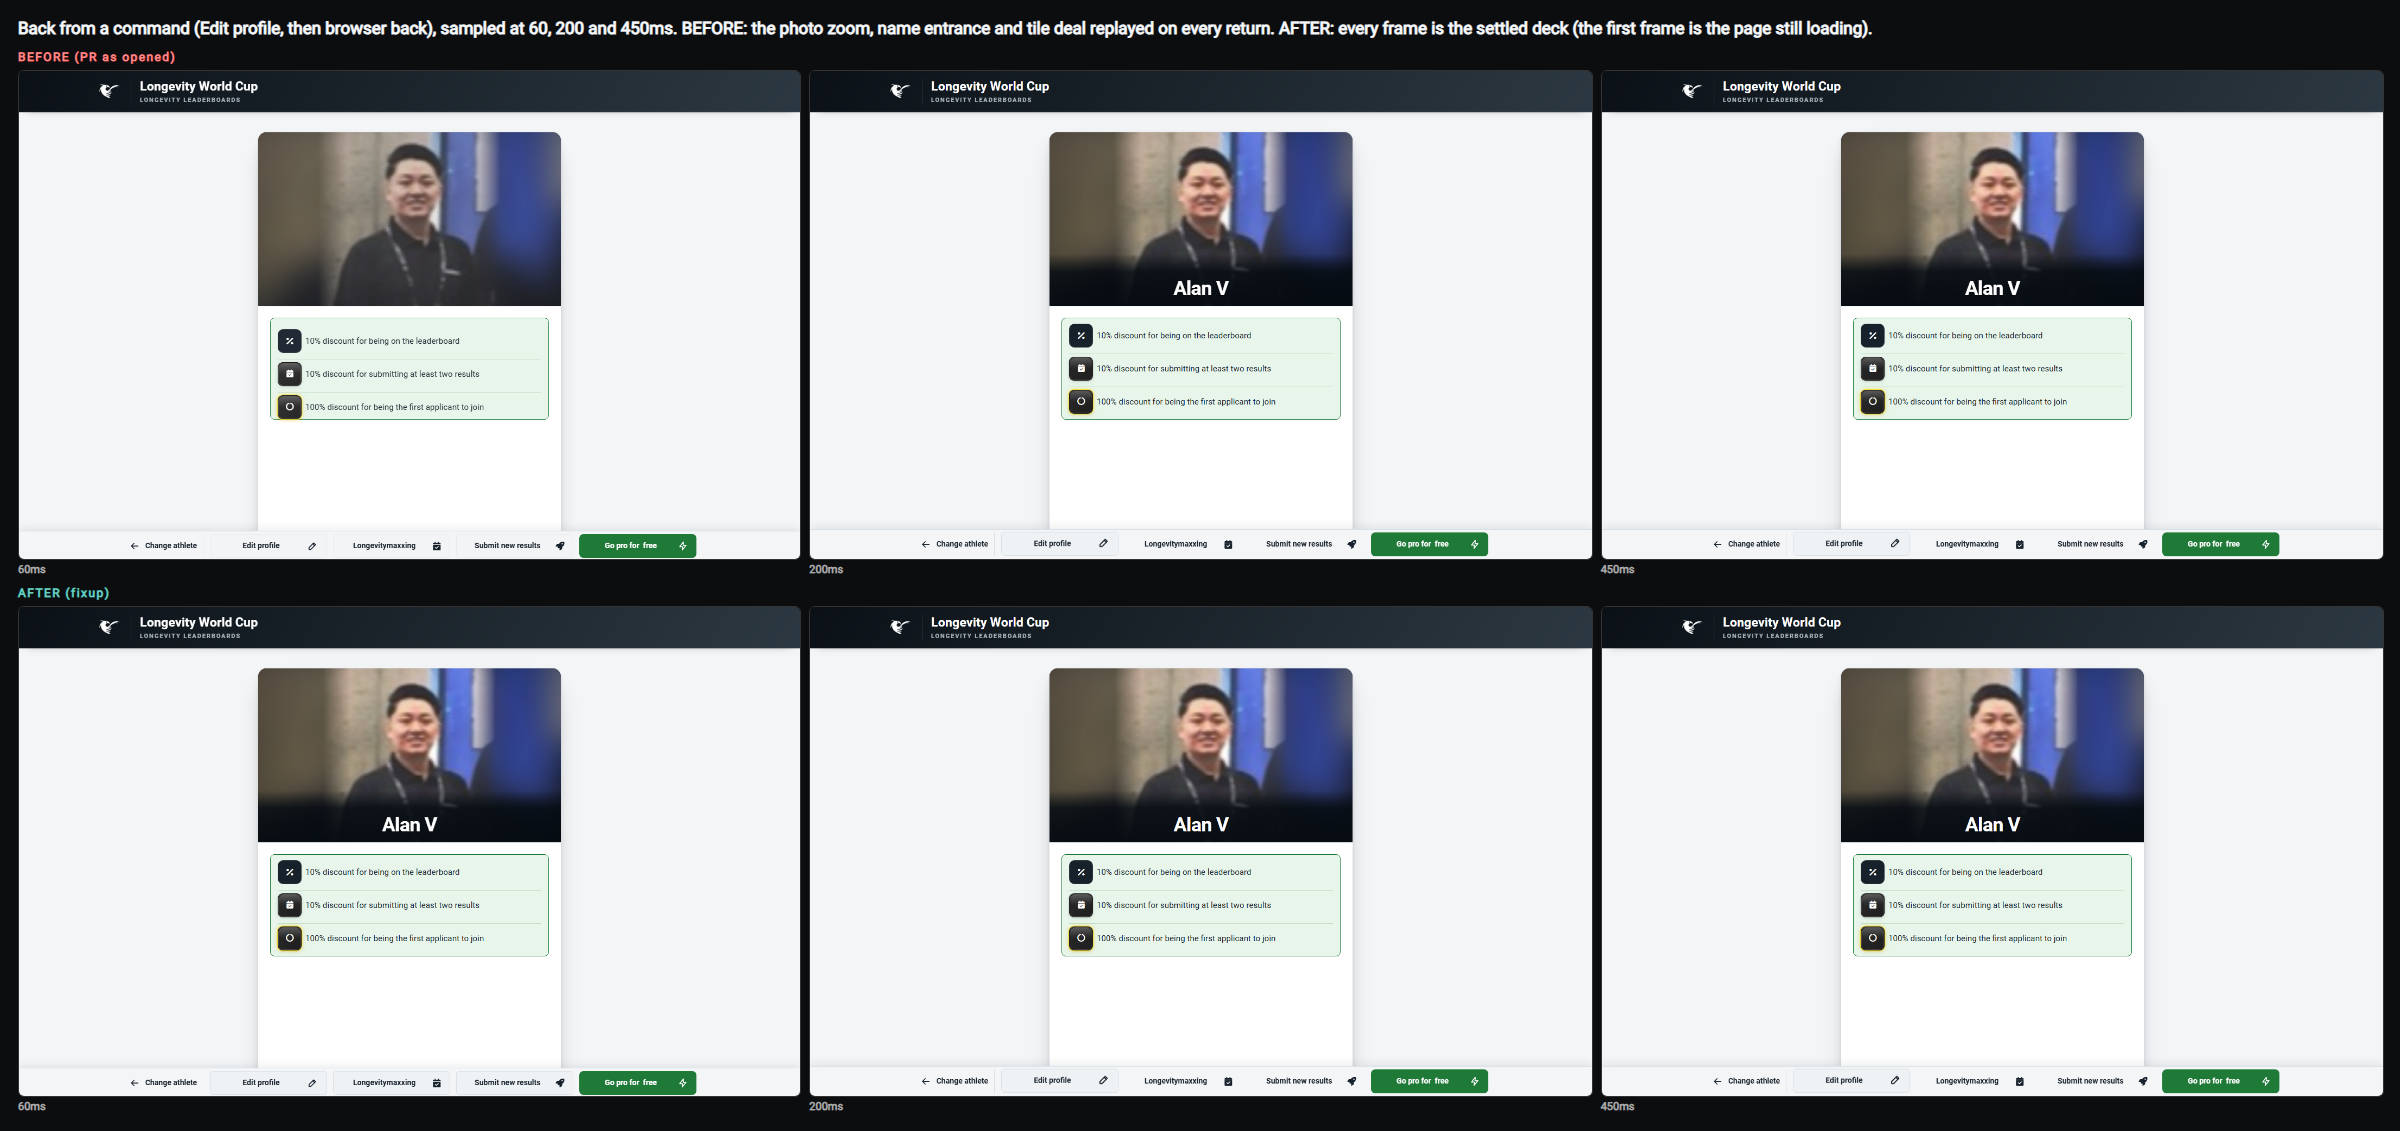 Back from a command (Edit profile, then browser back), sampled at 60, 200 and 450ms. BEFORE: the photo zoom, name entrance and tile deal replayed on every return. AFTER: every frame is the settled deck (the first frame is the page still loading).
BEFORE (PR as opened)
Longevity World Cup
LONGEVITY LEADERBOARDS
10% discount for being on the leaderboard
10% discount for submitting at least two results
100% discount for being the first applicant to join
Change athlete Edit profile Longevitymaxxing Submit new results Go pro for free
60ms
Longevity World Cup
LONGEVITY LEADERBOARDS
Alan V
10% discount for being on the leaderboard
10% discount for submitting at least two results
100% discount for being the first applicant to join
Change athlete Edit profile Longevitymaxxing Submit new results Go pro for free
200ms
Longevity World Cup
LONGEVITY LEADERBOARDS
Alan V
10% discount for being on the leaderboard
10% discount for submitting at least two results
100% discount for being the first applicant to join
Change athlete Edit profile Longevitymaxxing Submit new results Go pro for free
450ms
AFTER (fixup)
Longevity World Cup
LONGEVITY LEADERBOARDS
Alan V
10% discount for being on the leaderboard
10% discount for submitting at least two results
100% discount for being the first applicant to join
Change athlete Edit profile Longevitymaxxing Submit new results Go pro for free
60ms
Longevity World Cup
LONGEVITY LEADERBOARDS
Alan V
10% discount for being on the leaderboard
10% discount for submitting at least two results
100% discount for being the first applicant to join
Change athlete Edit profile Longevitymaxxing Submit new results Go pro for free
200ms
Longevity World Cup
LONGEVITY LEADERBOARDS
Alan V
10% discount for being on the leaderboard
10% discount for submitting at least two results
100% discount for being the first applicant to join
Change athlete Edit profile Longevitymaxxing Submit new results Go pro for free
450ms